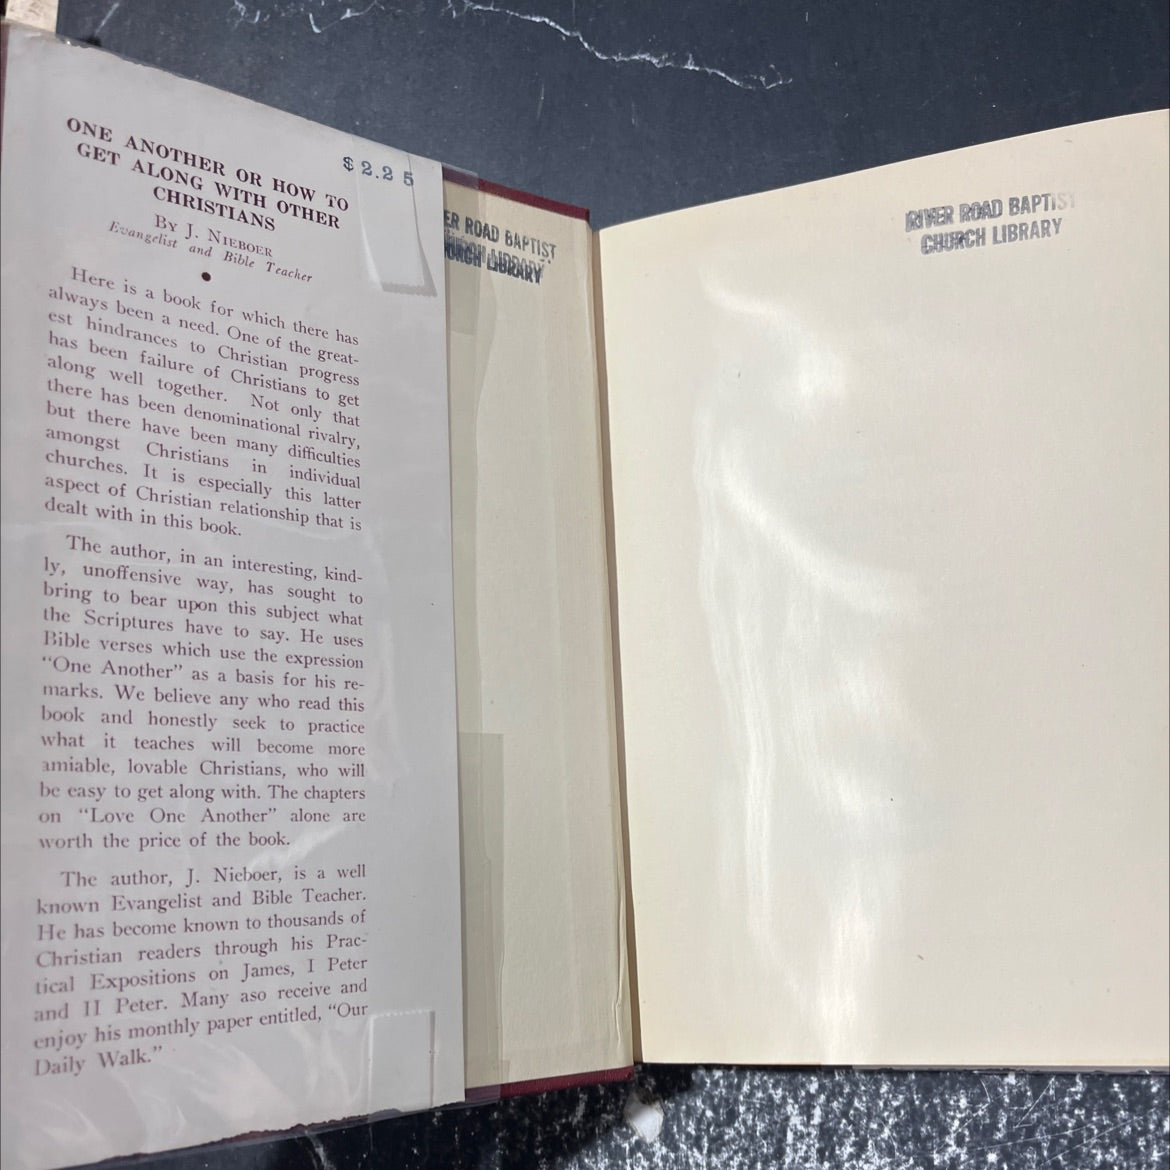 ONE ANOTHER OR HOW TO
GET ALONG WITH OTHER
CHRISTIANS
$2.25
BY J. NIEBOER
Evangelist and Bible Teacher
Here is a book for which there has
always been a need. One of the great-
est hindrances to Christian progress
has been failure of Christians to get
along well together. Not only that
there has been denominational rivalry,
but there have been many difficulties
amongst Christians in individual
churches. It is especially this latter
aspect of Christian relationship that is
dealt with in this book.
The author, in an interesting, kind-
ly, unoffensive way, has sought to
bring to bear upon this subject what
the Scriptures have to say. He uses
Bible verses which use the expression
“One Another” as a basis for his re-
marks. We believe any who read this
book and honestly seek to practice
what it teaches will become more
amiable, lovable Christians, who will
be easy to get along with. The chapters
on “Love One Another” alone are
worth the price of the book.
The author, J. Nieboer, is a well
known Evangelist and Bible Teacher.
He has become known to thousands of
Christian readers through his Prac-
tical Expositions on James, I Peter
and II Peter. Many aso receive and
enjoy his monthly paper entitled, “Our
Daily Walk.”
ER ROAD BAPTIST
URCH LIBRARY
RIVER ROAD BAPTIST
CHURCH LIBRARY